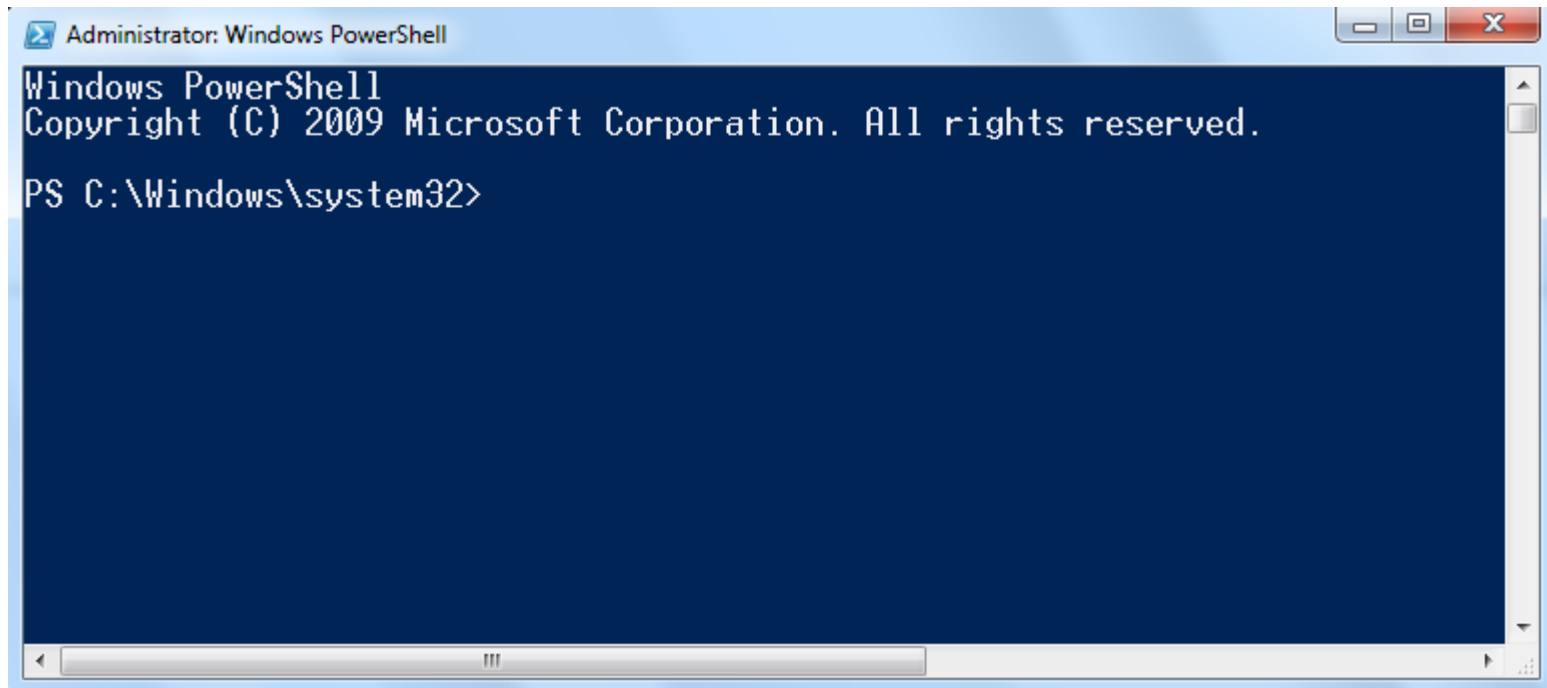 Administrator: Windows PowerShell
Windows PowerShell
Copyright (C) 2009 Microsoft Corporation. All rights reserved.
PS C:\Windows\system32>